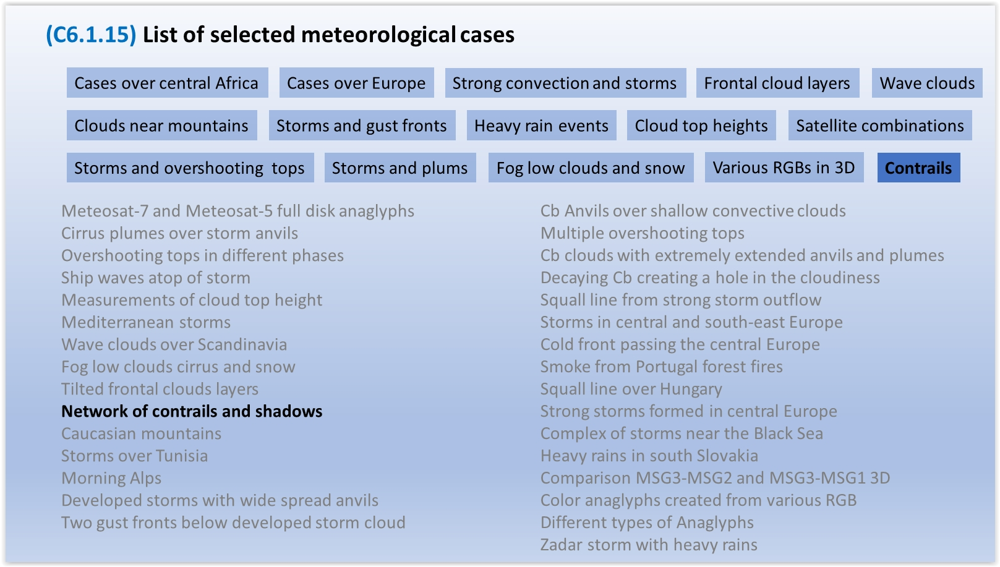 (C6.1.15) List of selected meteorological cases
Cases over central Africa
Cases over Europe
Strong convection and storms
Frontal cloud layers
Wave clouds
Clouds near mountains
Storms and gust fronts
Heavy rain events
Cloud top heights
Satellite combinations
Storms and overshooting tops
Storms and plums
Fog low clouds and snow
Various RGBs in 3D
Contrails
Meteosat-7 and Meteosat-5 full disk anaglyphs
Cirrus plumes over storm anvils
Overshooting tops in different phases
Ship waves atop of storm
Measurements of cloud top height
Mediterranean storms
Wave clouds over Scandinavia
Fog low clouds cirrus and snow
Tilted frontal clouds layers
Network of contrails and shadows
Caucasian mountains
Storms over Tunisia
Morning Alps
Developed storms with wide spread anvils
Two gust fronts below developed storm cloud
Cb Anvils over shallow convective clouds
Multiple overshooting tops
Cb clouds with extremely extended anvils and plumes
Decaying Cb creating a hole in the cloudiness
Squall line from strong storm outflow
Storms in central and south-east Europe
Cold front passing the central Europe
Smoke from Portugal forest fires
Squall line over Hungary
Strong storms formed in central Europe
Complex of storms near the Black Sea
Heavy rains in south Slovakia
Comparison MSG3-MSG2 and MSG3-MSG1 3D
Color anaglyphs created from various RGB
Different types of Anaglyphs
Zadar storm with heavy rains